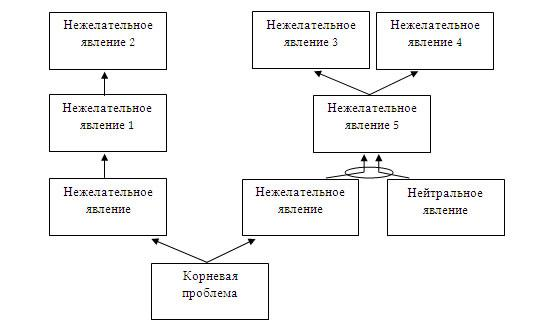 Нежелательное
явление 2
Нежелательное
явление 3
Нежелательное
явление 4
Нежелательное
явление 1
Нежелательное
явление 5
Нежелательное
явление
Нежелательное
явление
Нейтральное
явление
Корневая
проблема